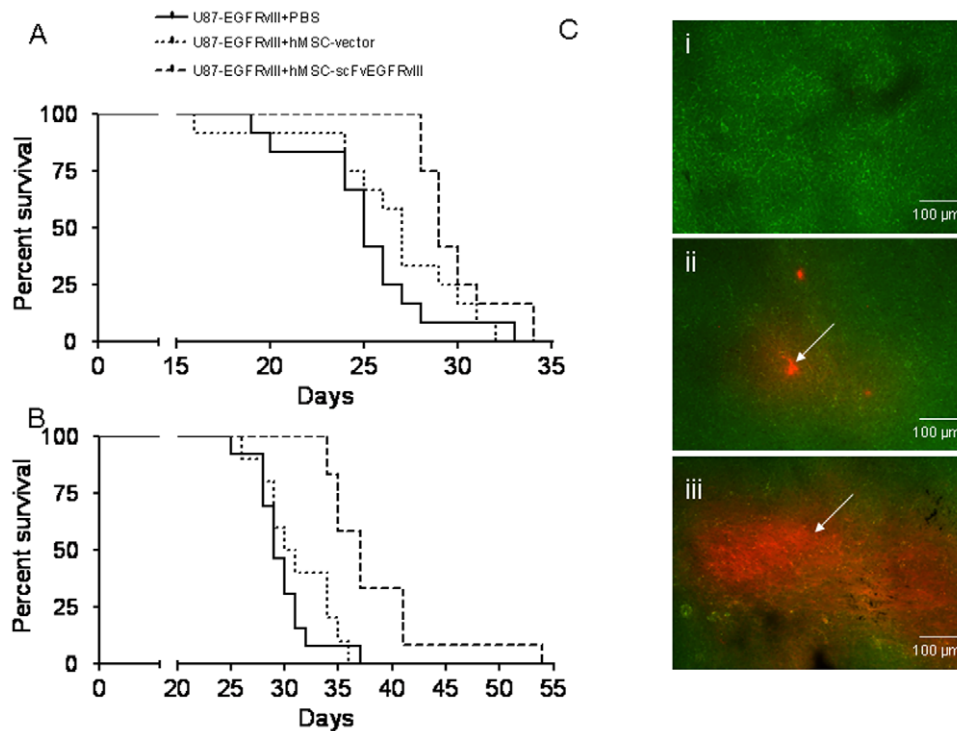 A
U87-EGFRvIII+PBS
U87-EGFRvIII+hMSC-vector
U87-EGFRvIII+hMSC-scFvEGFRvIII
Percent survival
100
75
50
25
0
0 15 20 25 30 35
Days
B
Percent survival
100
75
50
25
0
0 20 25 30 35 40 45 50 55
Days
C
i
100 µm
ii
100 µm
iii
100 µm